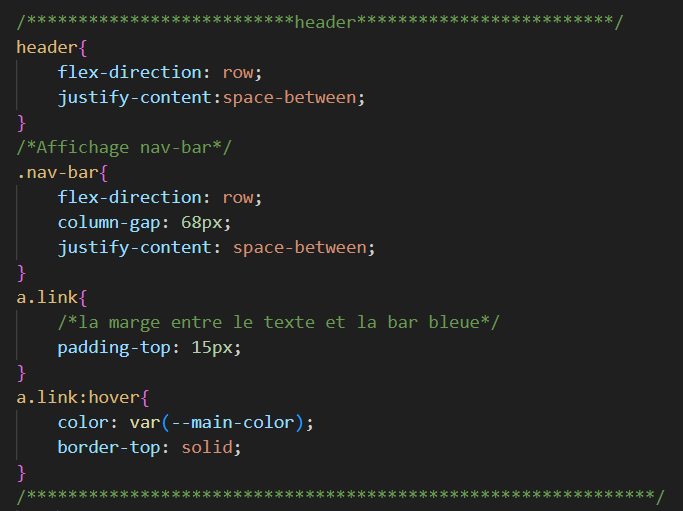 /**************************header*************************/
header{
    flex-direction: row;
    justify-content:space-between;
}
/*Affichage nav-bar*/
.nav-bar{
    flex-direction: row;
    column-gap: 68px;
    justify-content: space-between;
}
a.link{
    /*la marge entre le texte et la bar bleue*/
    padding-top: 15px;
}
a.link:hover{
    color: var(--main-color);
    border-top: solid;
}
/*************************************************************/